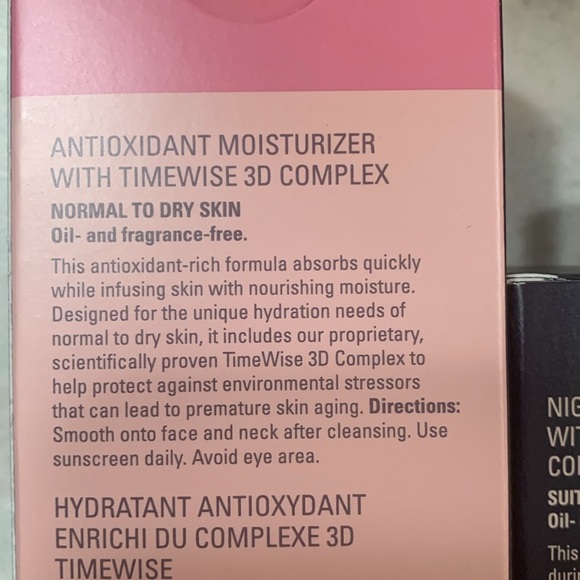 ANTIOXIDANT MOISTURIZER
WITH TIMEWISE 3D COMPLEX
NORMAL TO DRY SKIN
Oil- and fragrance-free.
This antioxidant-rich formula absorbs quickly
while infusing skin with nourishing moisture.
Designed for the unique hydration needs of
normal to dry skin, it includes our proprietary,
scientifically proven TimeWise 3D Complex to
help protect against environmental stressors
that can lead to premature skin aging. Directions:
Smooth onto face and neck after cleansing. Use
sunscreen daily. Avoid eye area.
HYDRATANT ANTIOXYDANT
ENRICHI DU COMPLEXE 3D
TIMEWISE
Oil-
This